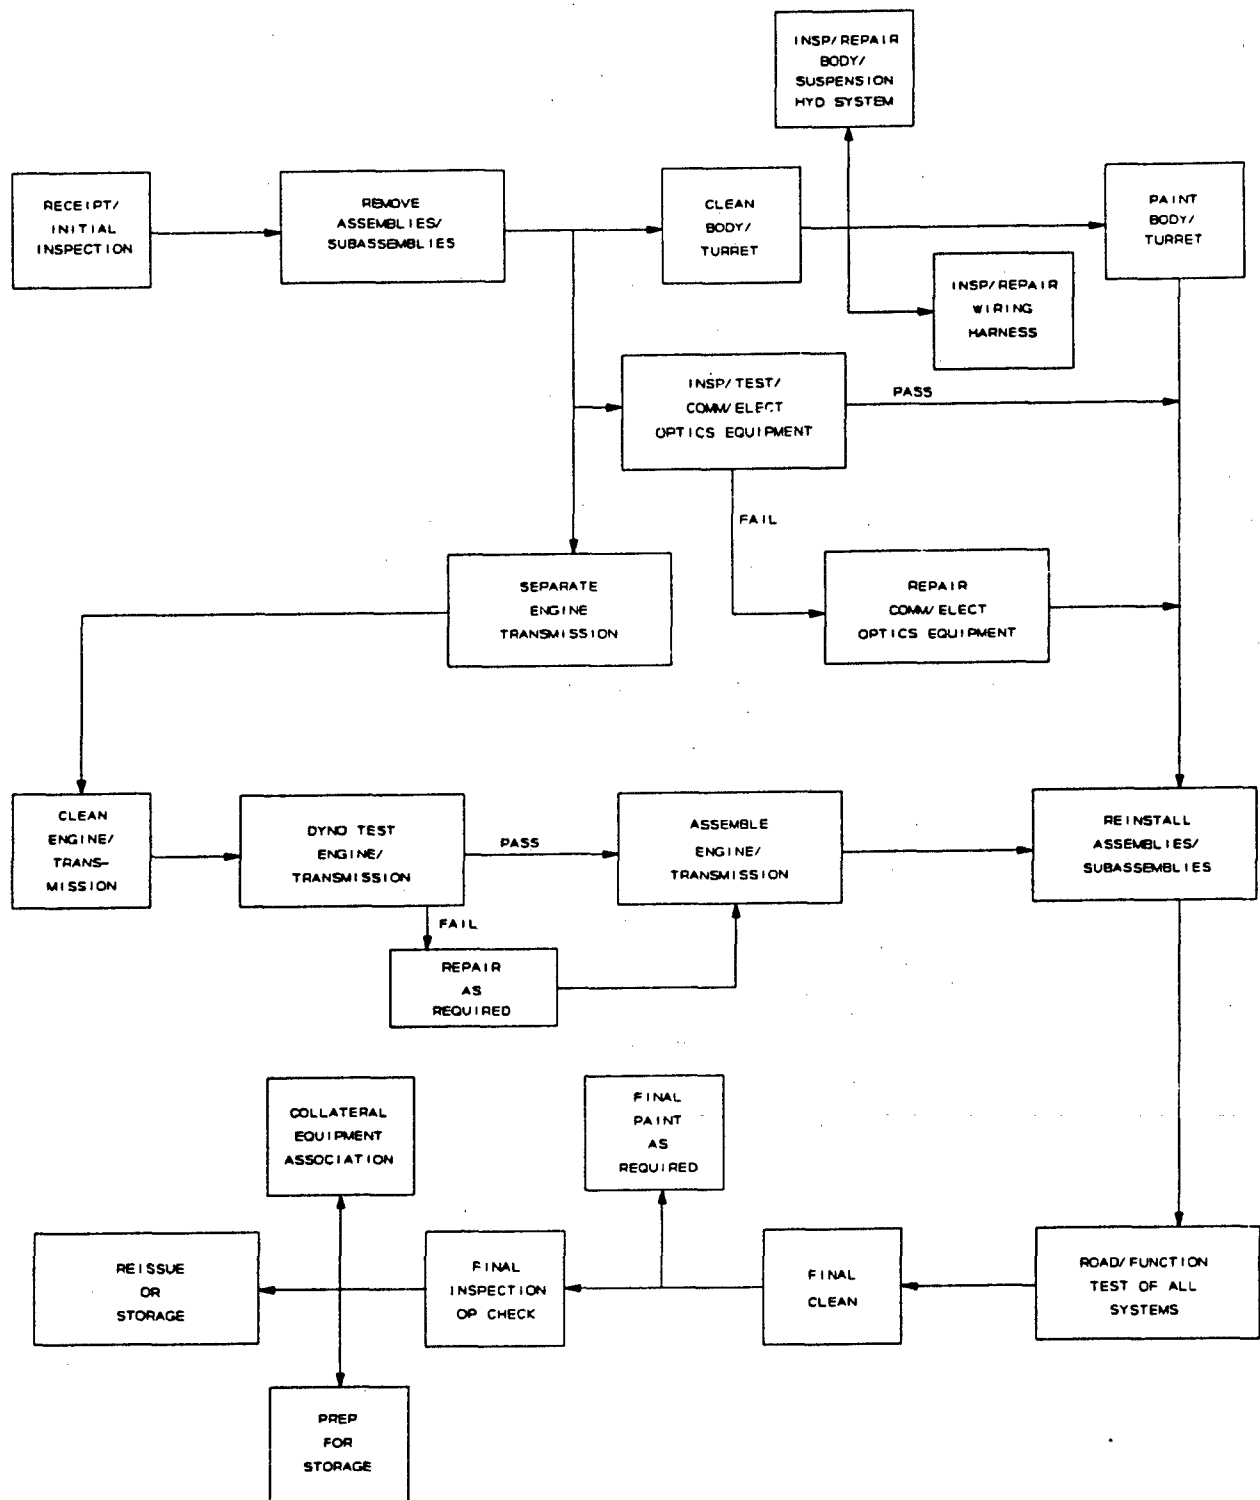 INSP/REPAIR
BODY/
SUSPENSION
HYD SYSTEM
RECEIPT/
INITIAL
INSPECTION
REMOVE
ASSEMBLIES/
SUBASSEMBLIES
CLEAN
BODY/
TURRET
PAINT
BODY/
TURRET
INSP/REPAIR
WIRING
HARNESS
INSP/TEST/
COMM/ELECT
OPTICS EQUIPMENT
PASS
FAIL
SEPARATE
ENGINE
TRANSMISSION
REPAIR
COMM/ELECT
OPTICS EQUIPMENT
CLEAN
ENGINE/
TRANS-
MISSION
DYNO TEST
ENGINE/
TRANSMISSION
PASS
ASSEMBLE
ENGINE/
TRANSMISSION
REINSTALL
ASSEMBLIES/
SUBASSEMBLIES
FAIL
REPAIR
AS
REQUIRED
COLLATERAL
EQUIPMENT
ASSOCIATION
FINAL
PAINT
AS
REQUIRED
REISSUE
OR
STORAGE
FINAL
INSPECTION
OP CHECK
FINAL
CLEAN
ROAD/FUNCTION
TEST OF ALL
SYSTEMS
PREP
FOR
STORAGE